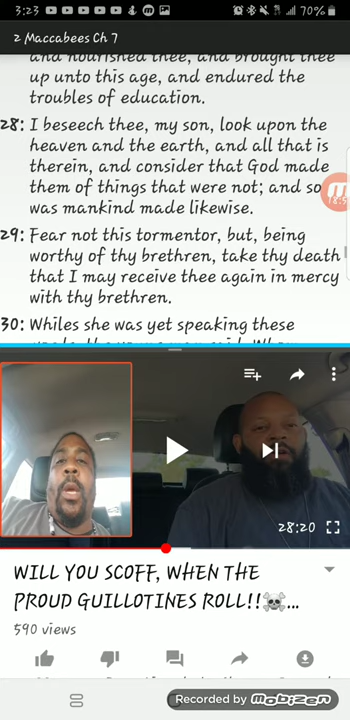 3:23
70%
2 Maccabees Ch 7
and nourished thee, and brought thee
up unto this age, and endured the
troubles of education.
28: I beseech thee, my son, look upon the
heaven and the earth, and all that is
therein, and consider that God made
them of things that were not; and so
was mankind made likewise.
29: Fear not this tormentor, but, being
worthy of thy brethren, take thy death
that I may receive thee again in mercy
with thy brethren.
30: Whiles she was yet speaking these
28:20
WILL YOU SCOFF, WHEN THE
PROUD GUILLOTINES ROLL!!☠️...
590 views
Recorded by mobizen